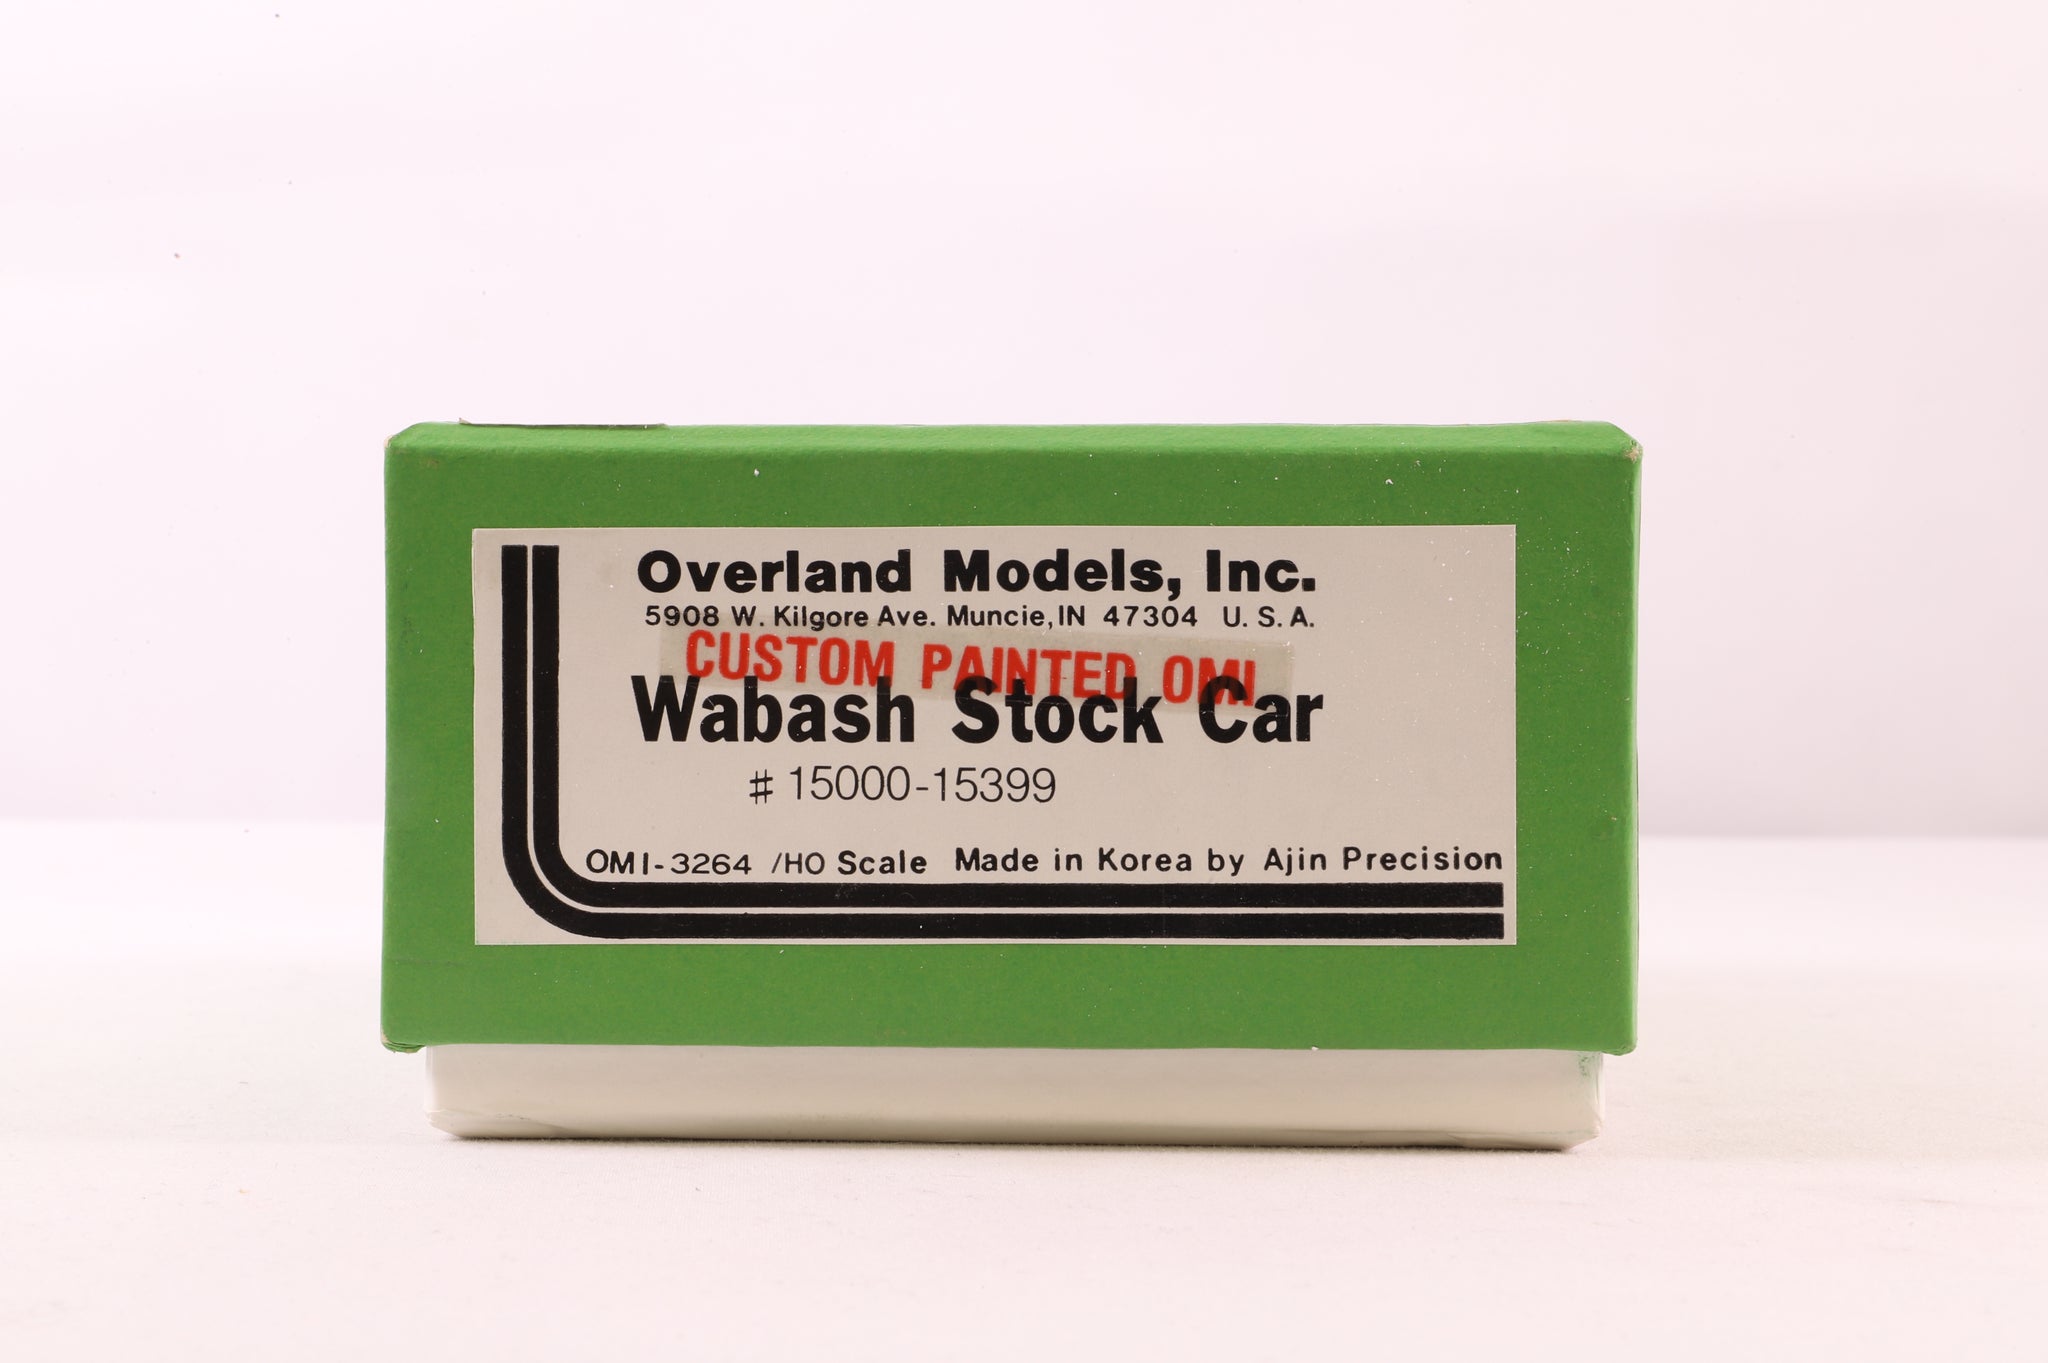 Overland Models, Inc.
5908 W. Kilgore Ave. Muncie, IN 47304 U. S. A.
CUSTOM PAINTED OMI
Wabash Stock Car
# 15000-15399
OMI-3264 /HO Scale Made in Korea by Ajin Precision